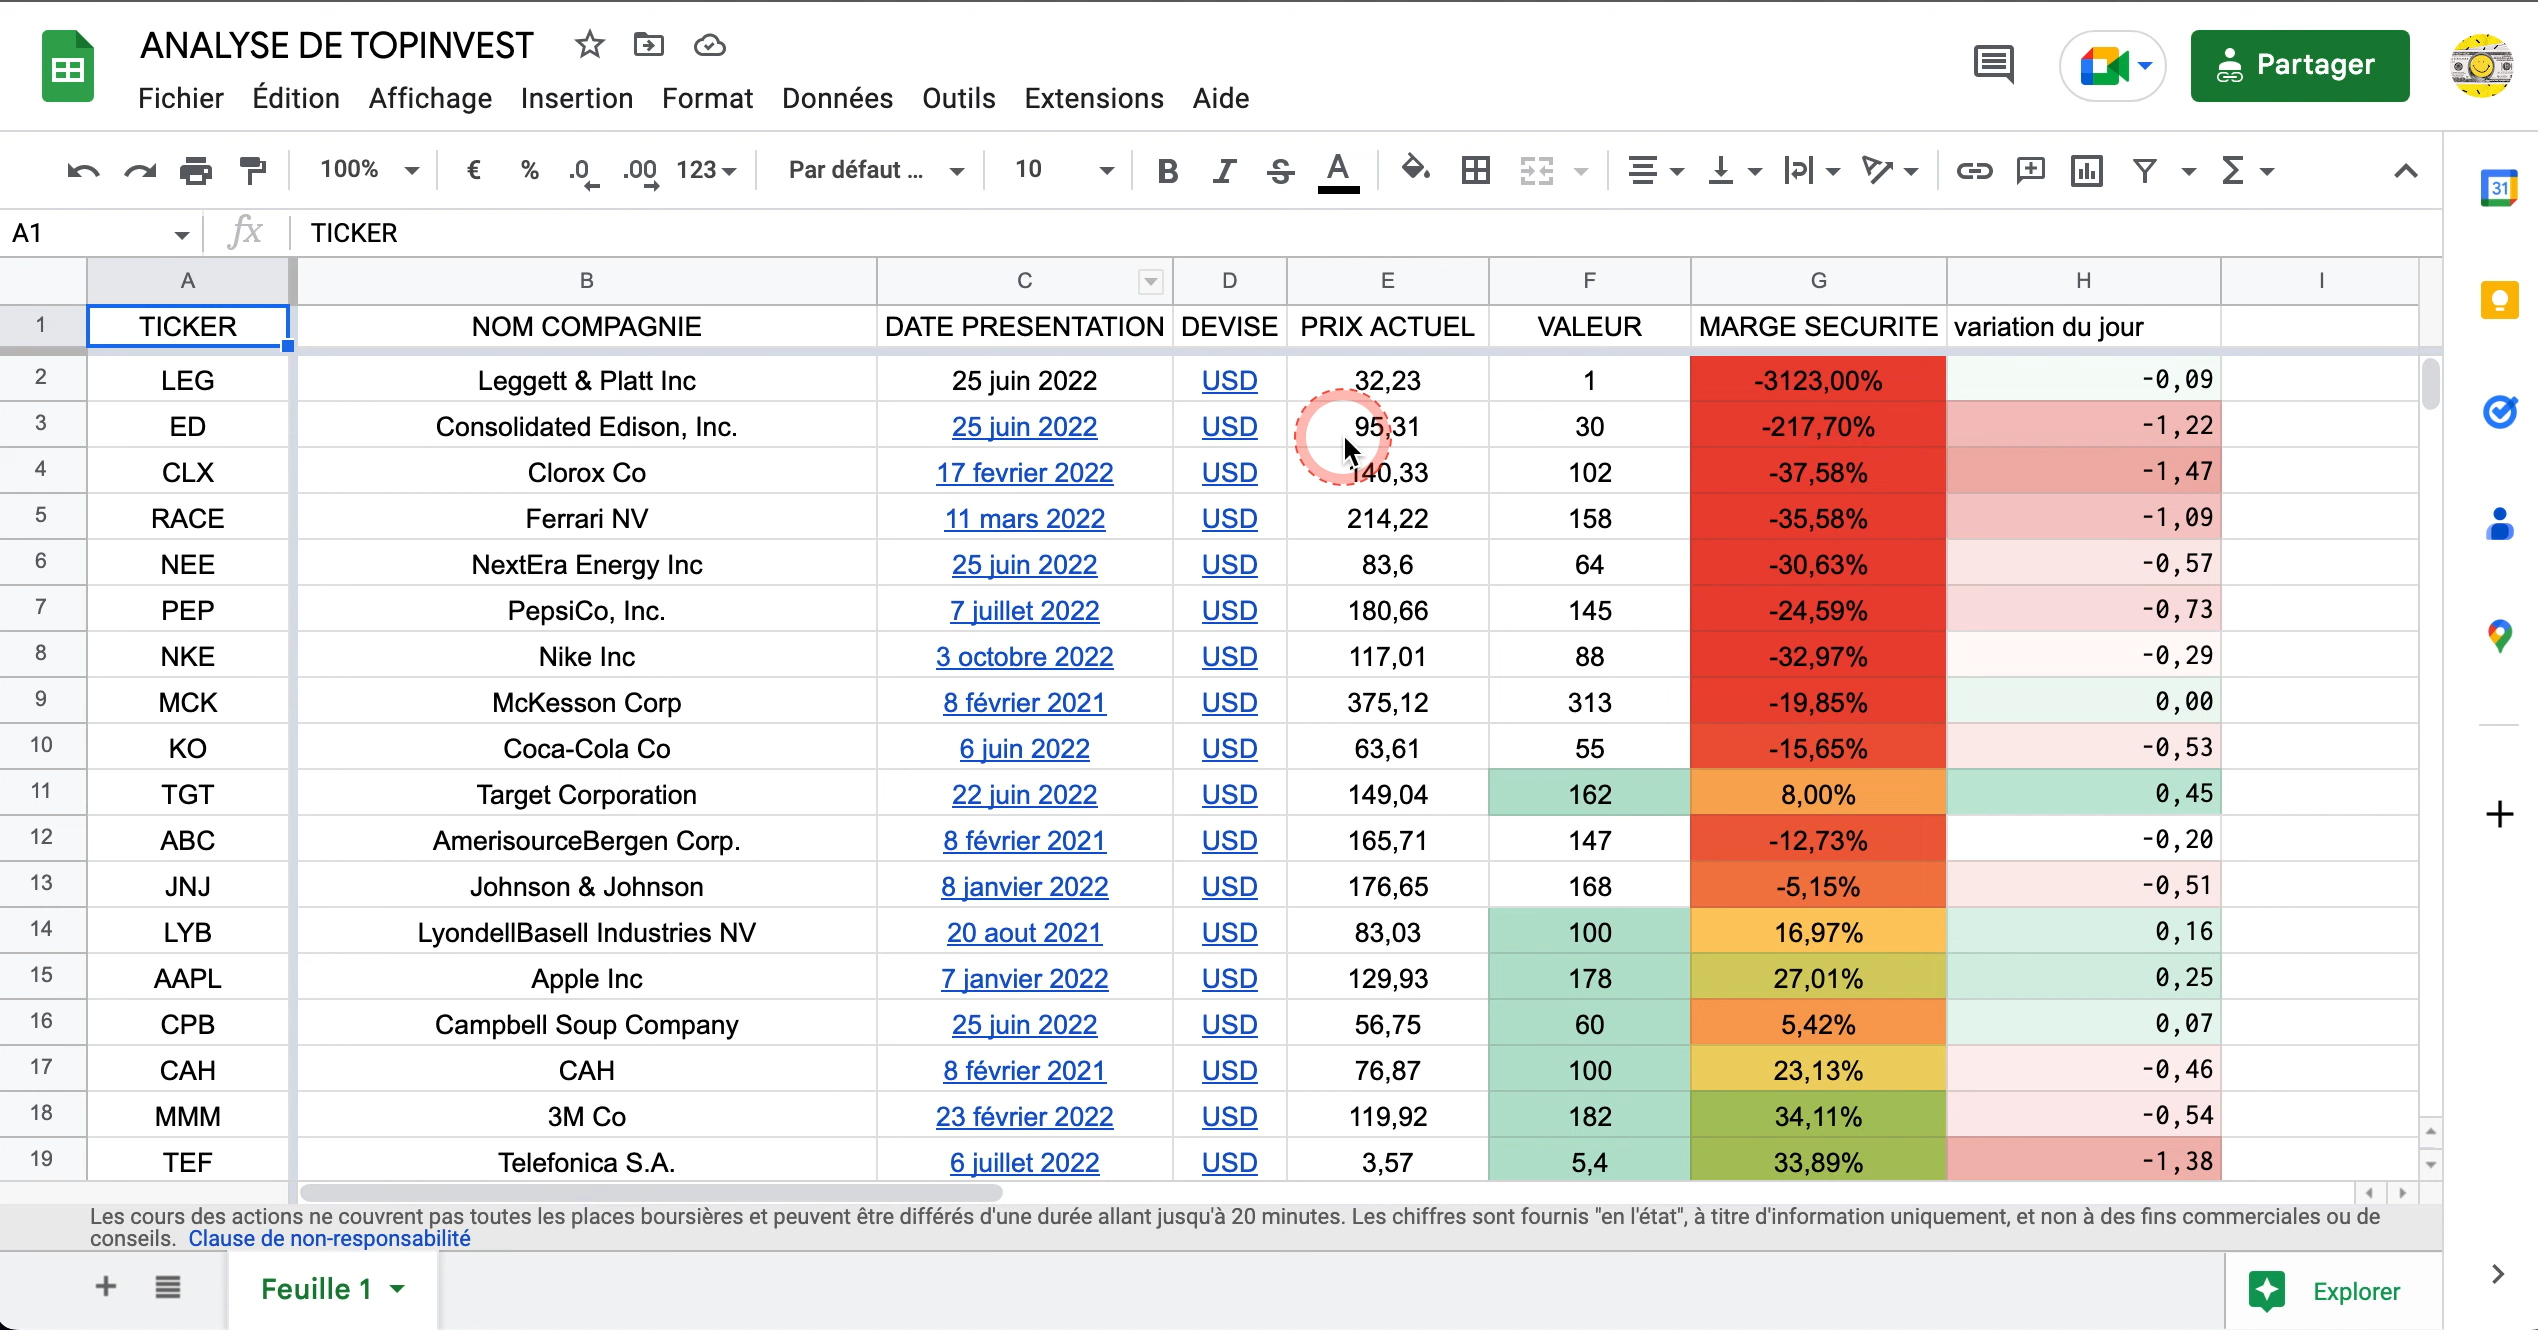 ANALYSE DE TOPINVEST
Fichier Édition Affichage Insertion Format Données Outils Extensions Aide
Partager
100% € % .0 .00 123 Par défaut ... 10 B I S A
31
A1 fx TICKER
A B C D E F G H I
1 TICKER NOM COMPAGNIE DATE PRESENTATION DEVISE PRIX ACTUEL VALEUR MARGE SECURITE variation du jour
2 LEG Leggett & Platt Inc 25 juin 2022 USD 32,23 1 -3123,00% -0,09
3 ED Consolidated Edison, Inc. 25 juin 2022 USD 95,31 30 -217,70% -1,22
4 CLX Clorox Co 17 fevrier 2022 USD 140,33 102 -37,58% -1,47
5 RACE Ferrari NV 11 mars 2022 USD 214,22 158 -35,58% -1,09
6 NEE NextEra Energy Inc 25 juin 2022 USD 83,6 64 -30,63% -0,57
7 PEP PepsiCo, Inc. 7 juillet 2022 USD 180,66 145 -24,59% -0,73
8 NKE Nike Inc 3 octobre 2022 USD 117,01 88 -32,97% -0,29
9 MCK McKesson Corp 8 février 2021 USD 375,12 313 -19,85% 0,00
10 KO Coca-Cola Co 6 juin 2022 USD 63,61 55 -15,65% -0,53
11 TGT Target Corporation 22 juin 2022 USD 149,04 162 8,00% 0,45
12 ABC AmerisourceBergen Corp. 8 février 2021 USD 165,71 147 -12,73% -0,20
13 JNJ Johnson & Johnson 8 janvier 2022 USD 176,65 168 -5,15% -0,51
14 LYB LyondellBasell Industries NV 20 aout 2021 USD 83,03 100 16,97% 0,16
15 AAPL Apple Inc 7 janvier 2022 USD 129,93 178 27,01% 0,25
16 CPB Campbell Soup Company 25 juin 2022 USD 56,75 60 5,42% 0,07
17 CAH CAH 8 février 2021 USD 76,87 100 23,13% -0,46
18 MMM 3M Co 23 février 2022 USD 119,92 182 34,11% -0,54
19 TEF Telefonica S.A. 6 juillet 2022 USD 3,57 5,4 33,89% -1,38
Les cours des actions ne couvrent pas toutes les places boursières et peuvent être différés d'une durée allant jusqu'à 20 minutes. Les chiffres sont fournis "en l'état", à titre d'information uniquement, et non à des fins commerciales ou de
conseils. Clause de non-responsabilité
Feuille 1
Explorer